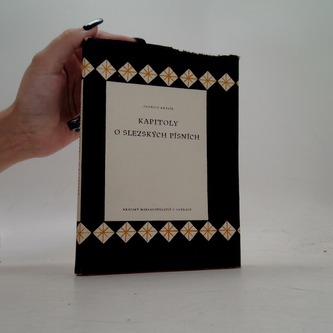 KAPITOLY
O SLEZSKÝCH PÍSNÍCH
KRAJSKÉ NAKLADATELSTVÍ V OSTRAVĚ